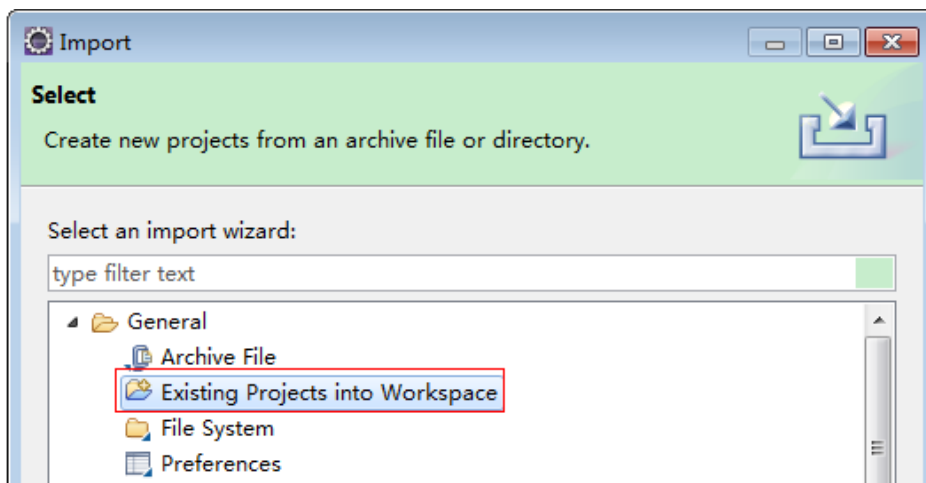 Import
Select
Create new projects from an archive file or directory.
Select an import wizard:
type filter text
General
Archive File
Existing Projects into Workspace
File System
Preferences